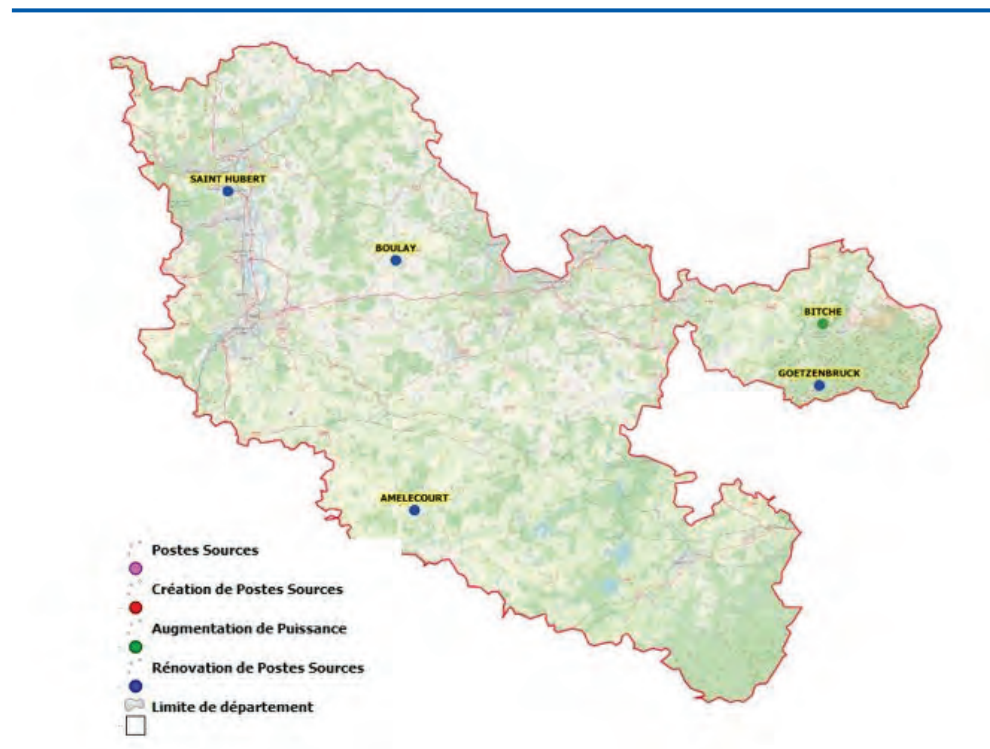 SAINT HUBERT
BOULAY
BITCHE
GOETZENBRUCK
AMELECOURT
Postes Sources
Création de Postes Sources
Augmentation de Puissance
Rénovation de Postes Sources
Limite de département